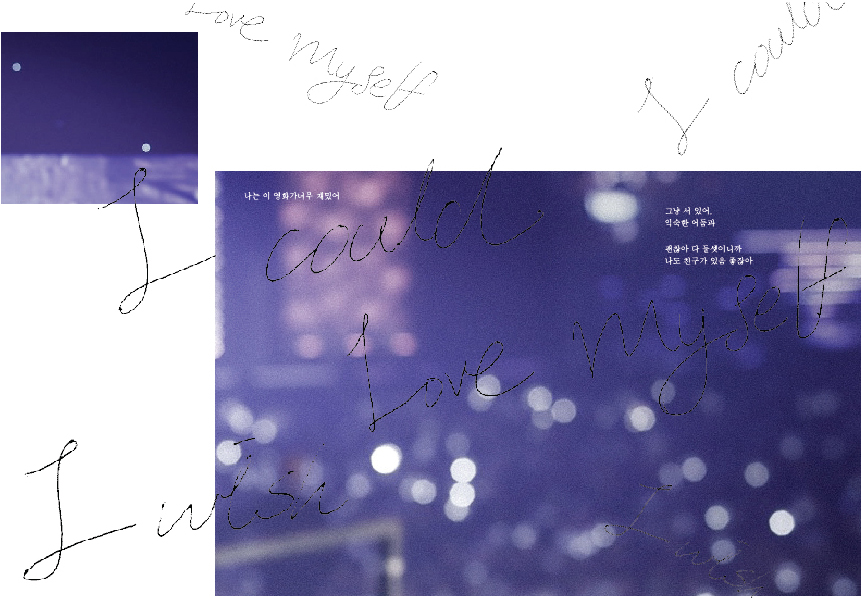 Love myself
I could
I could
나는 이 영화가너무 재밌어
그냥 서 있어.
익숙한 어둠과
괜찮아 다 들셋이니까
나도 친구가 있음 좋잖아
Love myself
I wish
I wish